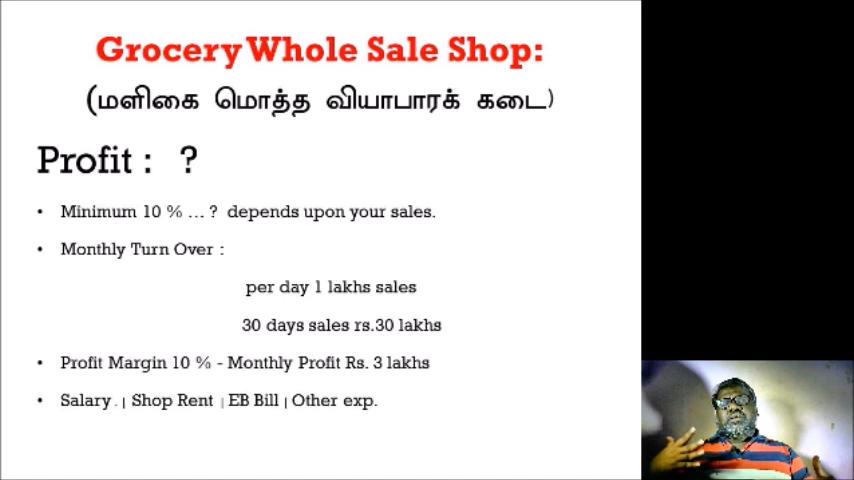 Grocery Whole Sale Shop:
(மளிகை மொத்த வியாபாரக் கடை)
Profit : ?
• Minimum 10 % ... ? depends upon your sales.
• Monthly Turn Over :
per day 1 lakhs sales
30 days sales rs.30 lakhs
• Profit Margin 10 % - Monthly Profit Rs. 3 lakhs
• Salary . | Shop Rent | EB Bill | Other exp.